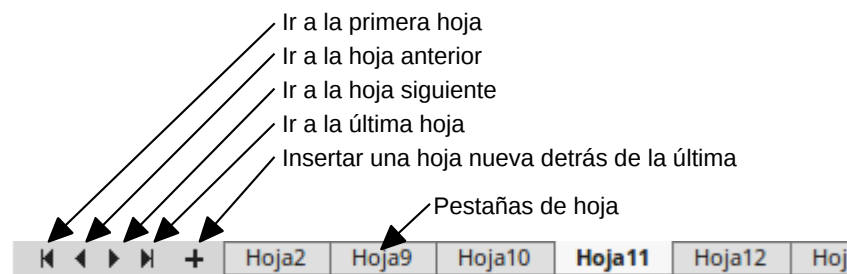 Ir a la primera hoja
Ir a la hoja anterior
Ir a la hoja siguiente
Ir a la última hoja
Insertar una hoja nueva detrás de la última
Pestañas de hoja
Hoja2 Hoja9 Hoja10 Hoja11 Hoja12 Hoj